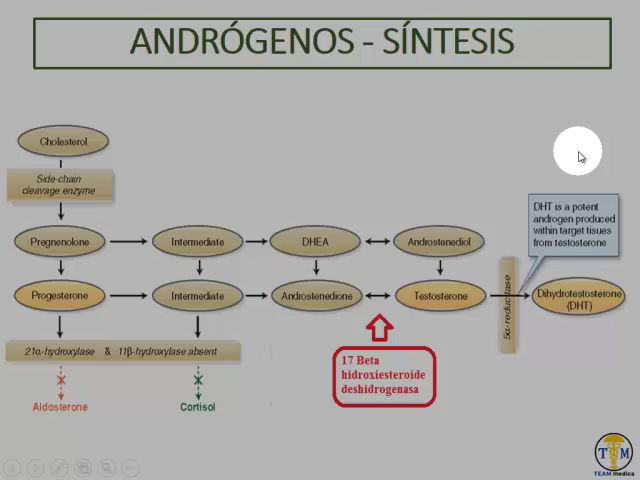 ANDRÓGENOS - SÍNTESIS
Cholesterol
Side-chain
cleavage enzyme
Pregnenolone
Intermediate
DHEA
Androstenediol
DHT is a potent
androgen produced
within target tisues
from testosterone
Progesterone
Intermediate
Androstenedione
Testosterone
5α-reductase
Dihydrotestosterone
(DHT)
21α-hydroxylase & 11β-hydroxylase absent
17 Beta
hidroxiesteroide
deshidrogenasa
Aldosterone
Cortisol
T M
TEAM medica